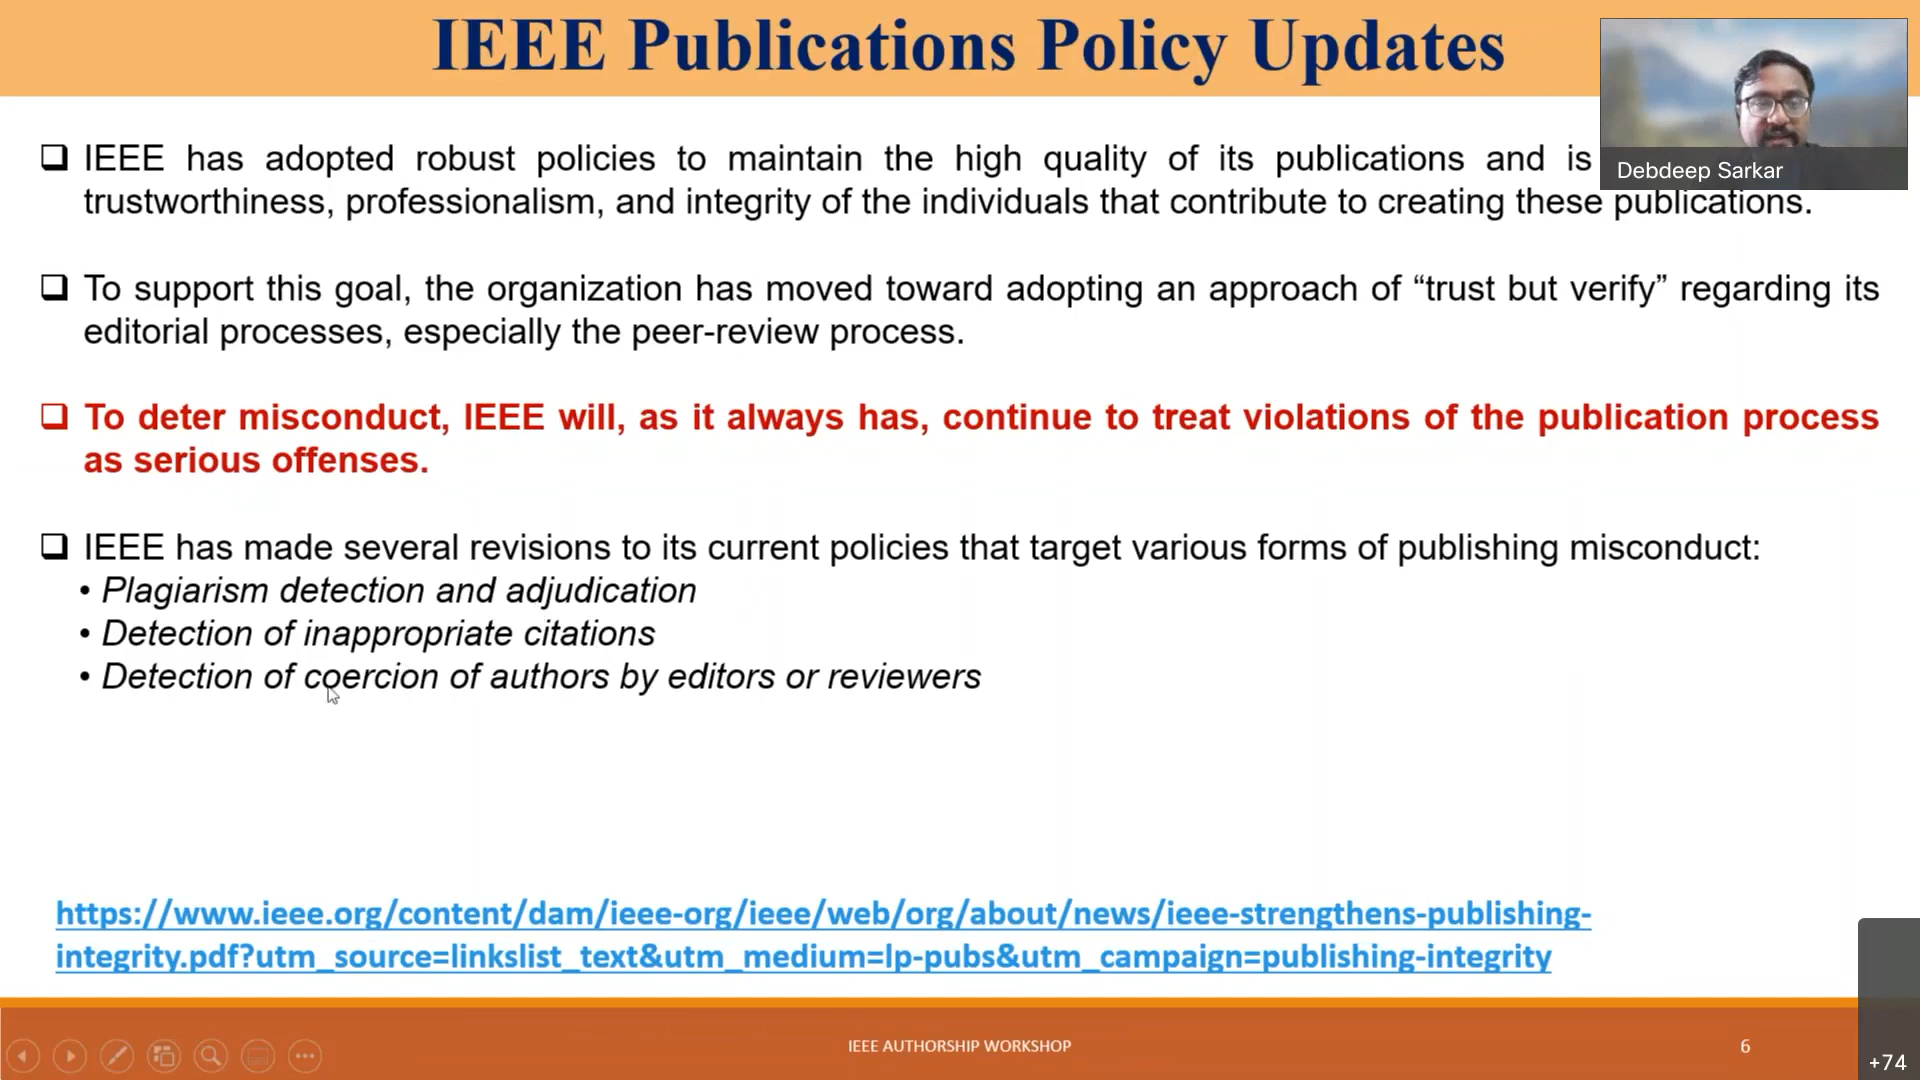 IEEE Publications Policy Updates
Debdeep Sarkar
❑ IEEE has adopted robust policies to maintain the high quality of its publications and is
trustworthiness, professionalism, and integrity of the individuals that contribute to creating these publications.
❑ To support this goal, the organization has moved toward adopting an approach of “trust but verify” regarding its
editorial processes, especially the peer-review process.
❑ To deter misconduct, IEEE will, as it always has, continue to treat violations of the publication process
as serious offenses.
❑ IEEE has made several revisions to its current policies that target various forms of publishing misconduct:
• Plagiarism detection and adjudication
• Detection of inappropriate citations
• Detection of coercion of authors by editors or reviewers
https://www.ieee.org/content/dam/ieee-org/ieee/web/org/about/news/ieee-strengthens-publishing-
integrity.pdf?utm_source=linkslist_text&utm_medium=lp-pubs&utm_campaign=publishing-integrity
IEEE AUTHORSHIP WORKSHOP
6
+74